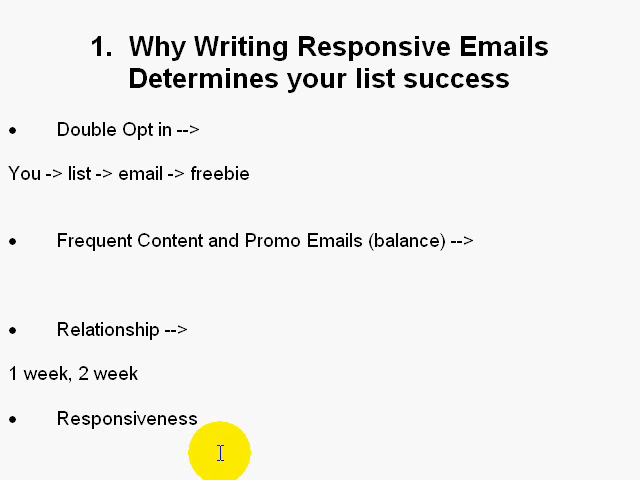 1. Why Writing Responsive Emails
Determines your list success
• Double Opt in -->
You -> list -> email -> freebie
• Frequent Content and Promo Emails (balance) -->
• Relationship -->
1 week, 2 week
• Responsiveness